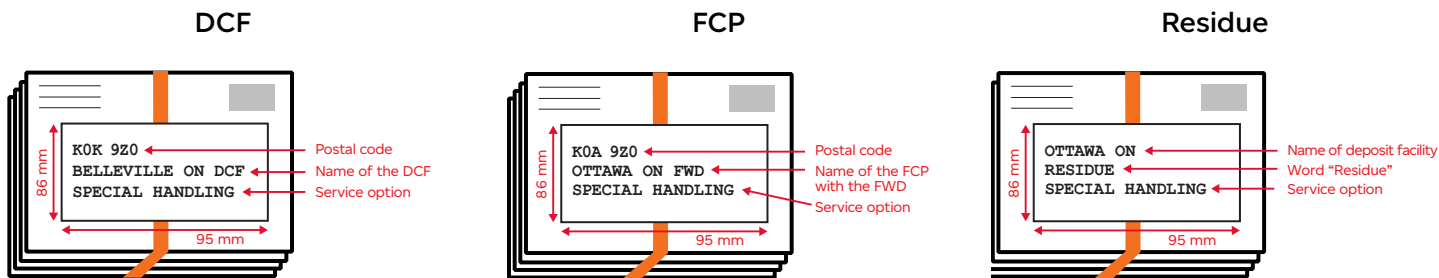 DCF
K0K 9Z0
BELLEVILLE ON DCF
SPECIAL HANDLING
86 mm
95 mm
Postal code
Name of the DCF
Service option
FCP
K0A 9Z0
OTTAWA ON FWD
SPECIAL HANDLING
86 mm
95 mm
Postal code
Name of the FCP
with the FWD
Service option
Residue
OTTAWA ON
RESIDUE
SPECIAL HANDLING
86 mm
95 mm
Name of deposit facility
Word “Residue”
Service option